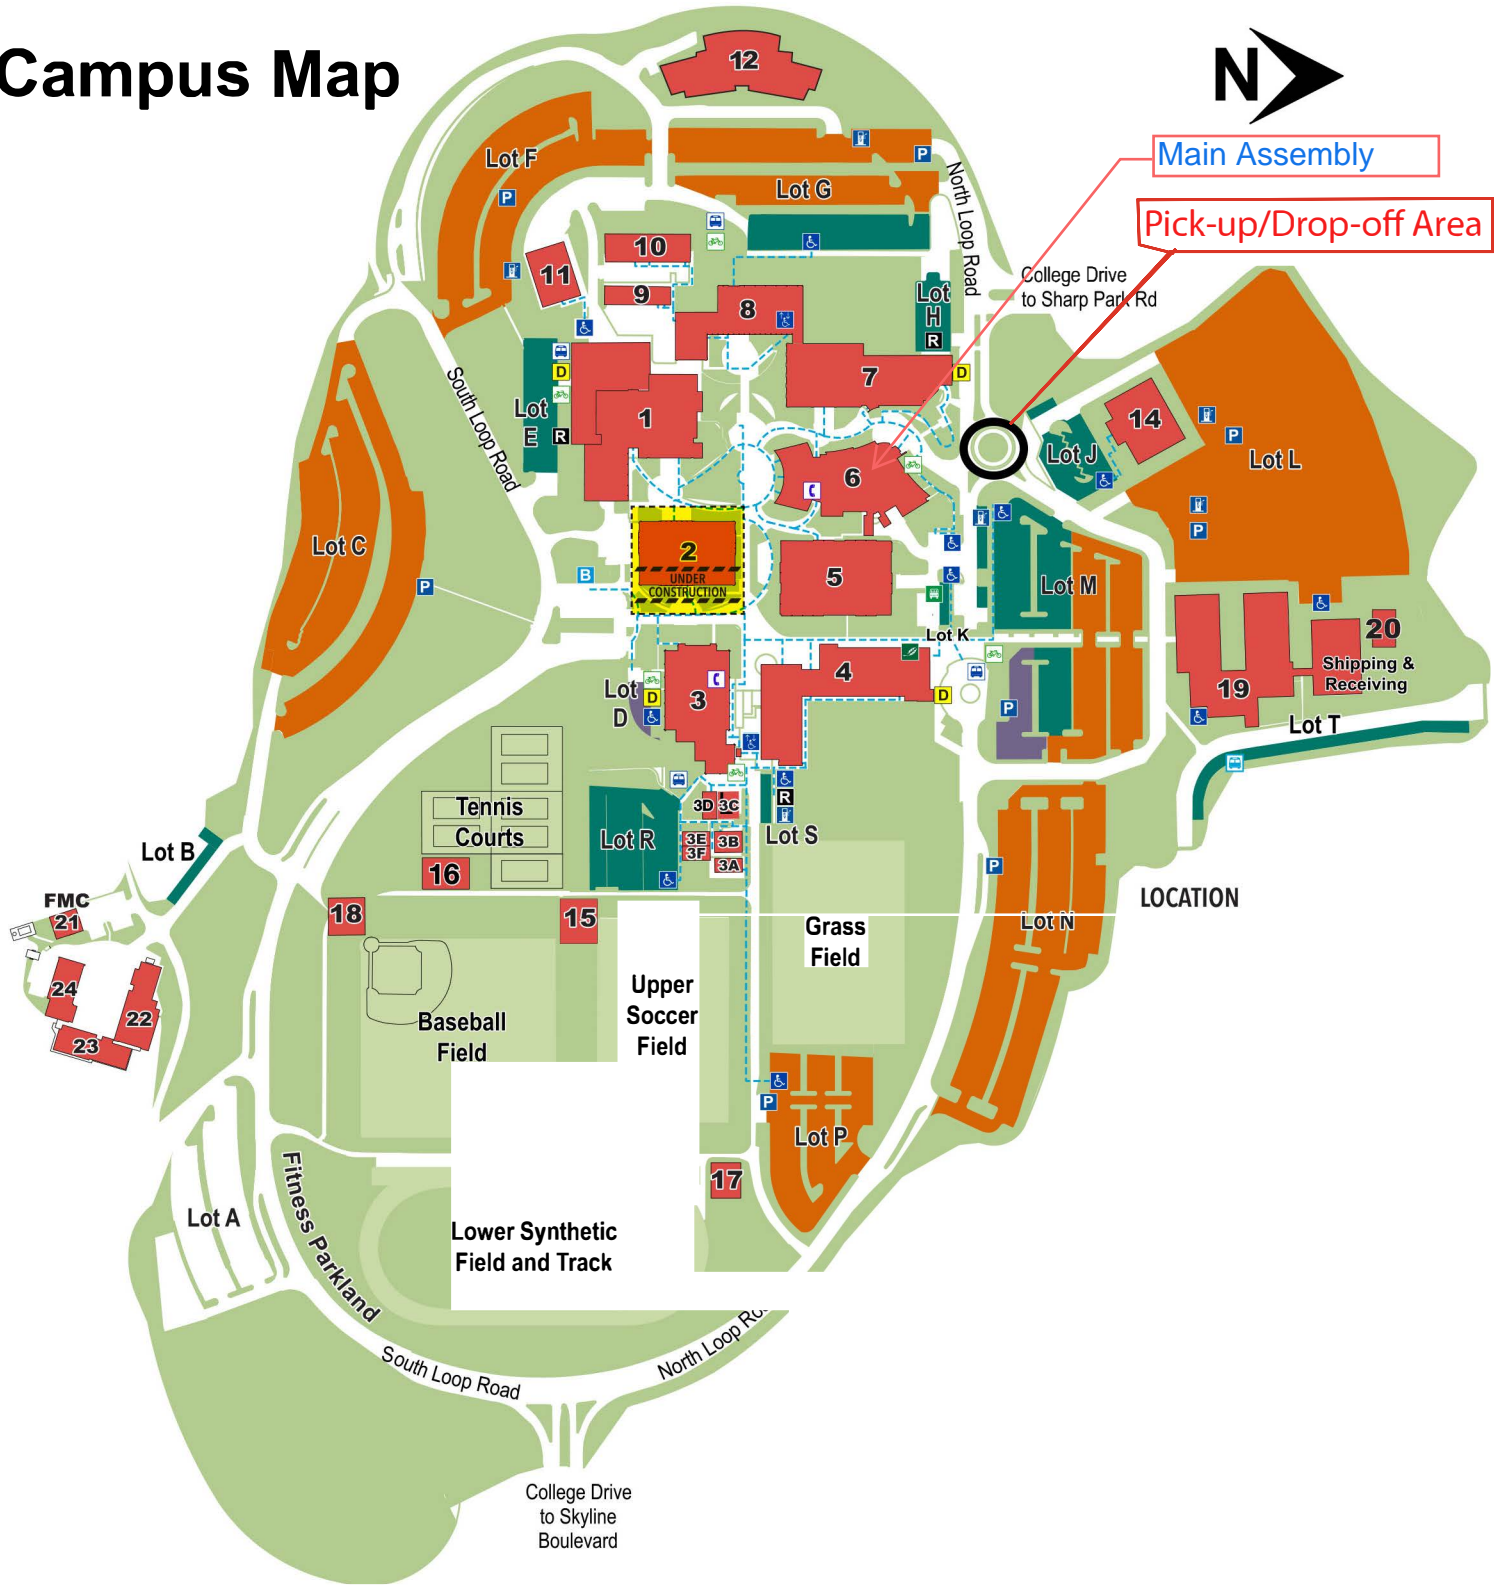 Campus Map
N
12
Main Assembly
Pick-up/Drop-off Area
Lot F
P
P
Lot G
North Loop Road
10
11
9
8
College Drive
to Sharp Park Rd
Lot
H
R
7
D
D
South Loop Road
Lot
E
R
1
6
14
Lot J
P
Lot L
P
Lot C
P
B
2
UNDER
CONSTRUCTION
5
Lot M
Lot K
20
Shipping &
Receiving
19
Lot T
4
D
P
3
Lot
D
D
Tennis
Courts
16
Lot R
3D
3C
3E
3F
3B
3A
R
Lot S
Lot B
FMC
21
24
22
23
18
15
Grass
Field
P
Lot N
LOCATION
Upper
Soccer
Field
Baseball
Field
P
Lot P
17
Lot A
Fitness Parkland
Lower Synthetic
Field and Track
South Loop Road
North Loop Ro
College Drive
to Skyline
Boulevard